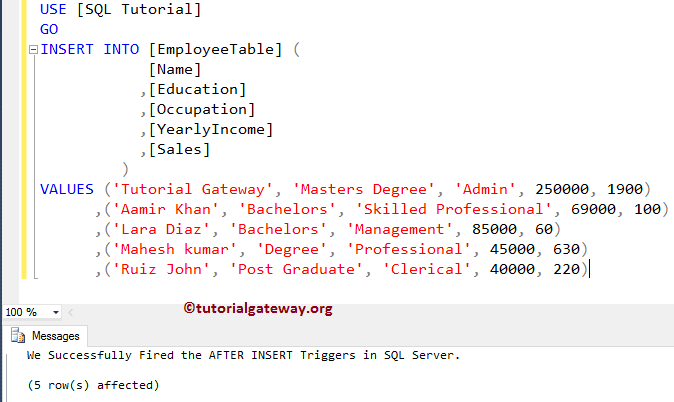 USE [SQL Tutorial]
GO
INSERT INTO [EmployeeTable] (
[Name]
,[Education]
,[Occupation]
,[YearlyIncome]
,[Sales]
)
VALUES ('Tutorial Gateway', 'Masters Degree', 'Admin', 250000, 1900)
,('Aamir Khan', 'Bachelors', 'Skilled Professional', 69000, 100)
,('Lara Diaz', 'Bachelors', 'Management', 85000, 60)
,('Mahesh kumar', 'Degree', 'Professional', 45000, 630)
,('Ruiz John', 'Post Graduate', 'Clerical', 40000, 220)
©tutorialgateway.org
100 %
Messages
We Successfully Fired the AFTER INSERT Triggers in SQL Server.
(5 row(s) affected)